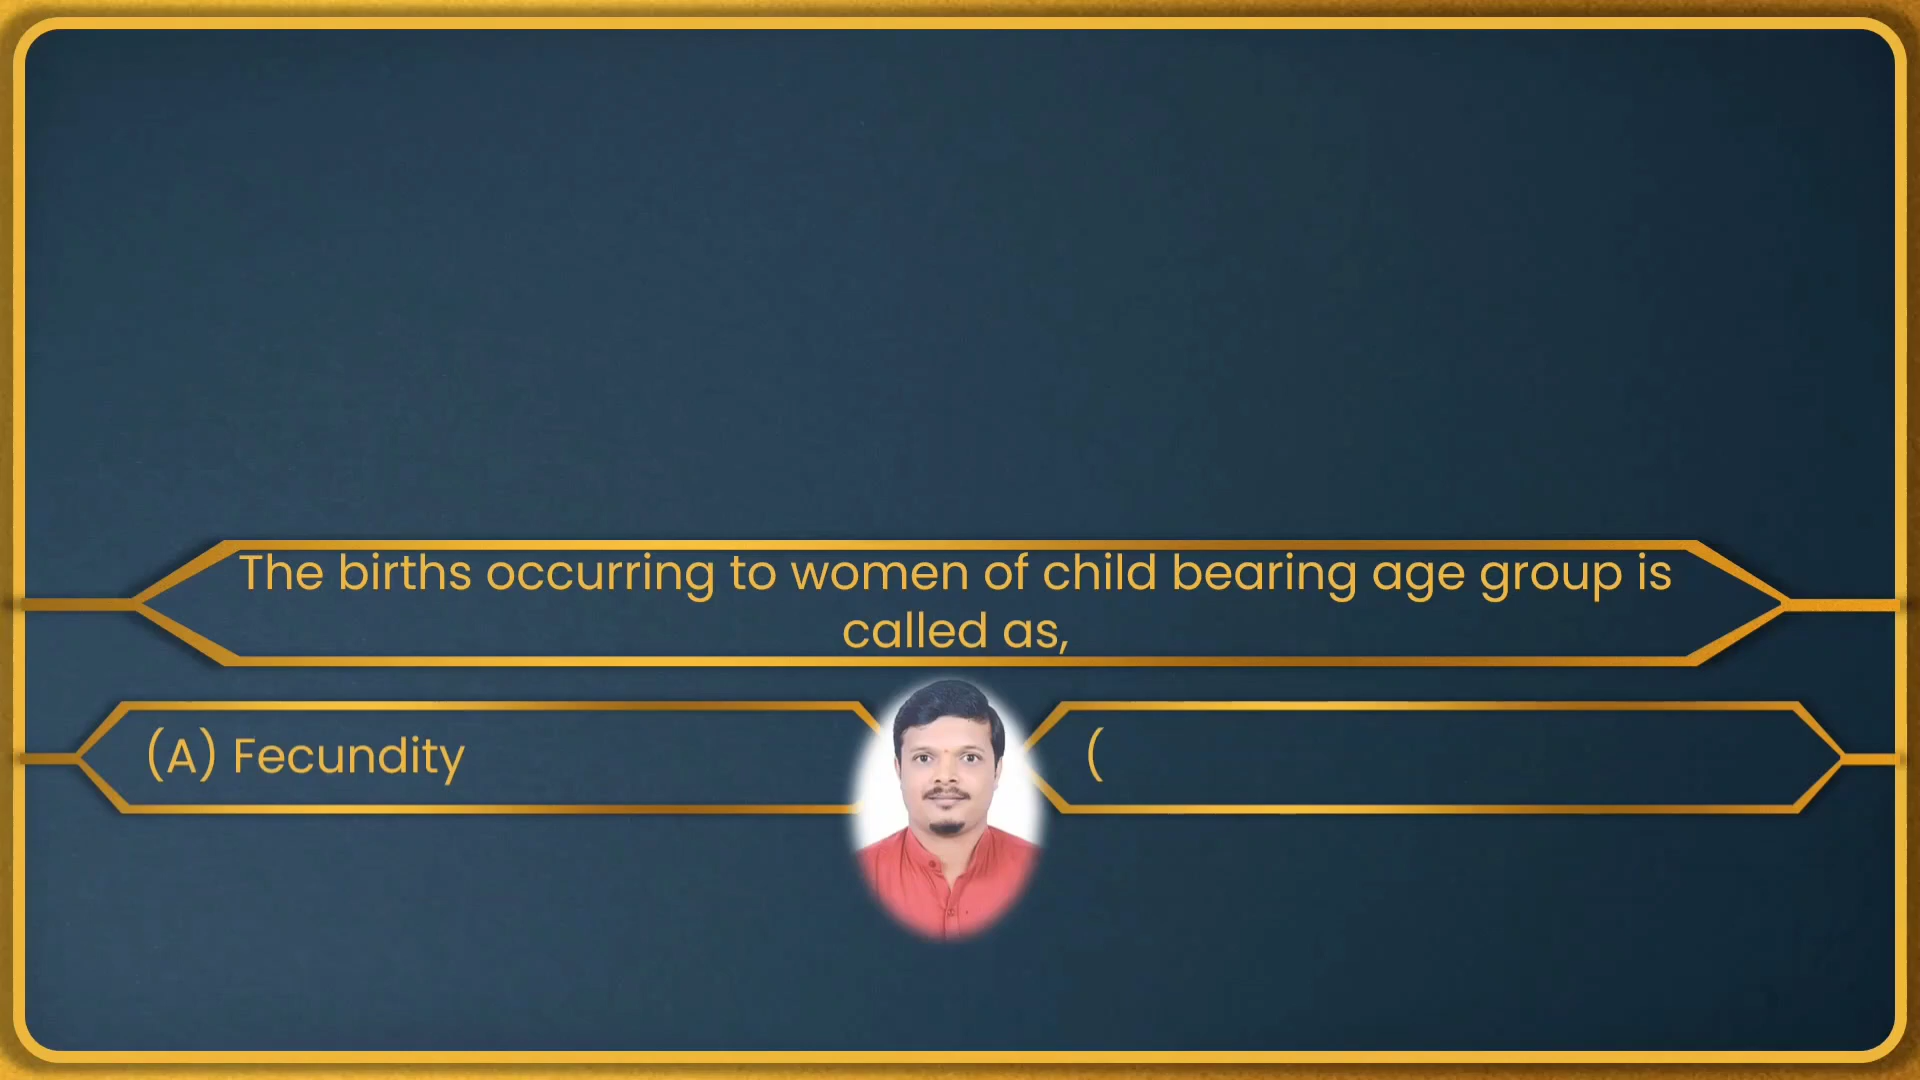 The births occurring to women of child bearing age group is
called as,
(A) Fecundity
(